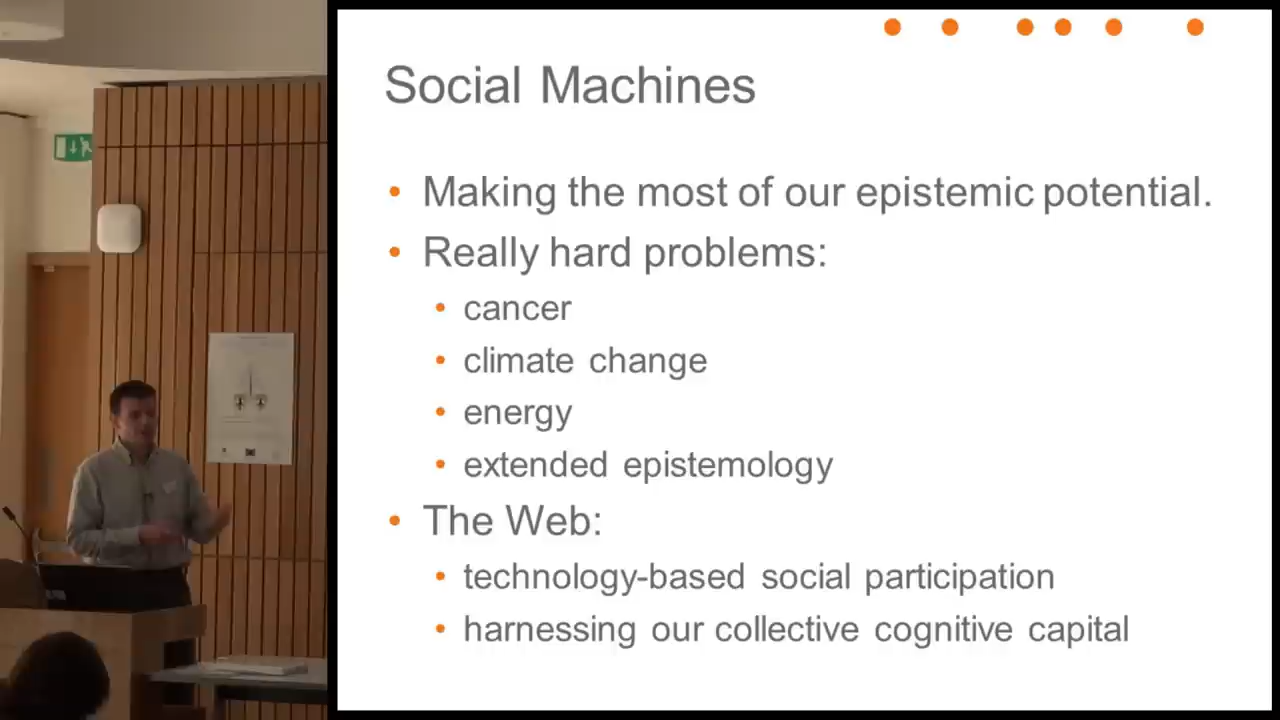 Social Machines
Making the most of our epistemic potential.
Really hard problems:
cancer
climate change
energy
extended epistemology
The Web:
technology-based social participation
harnessing our collective cognitive capital